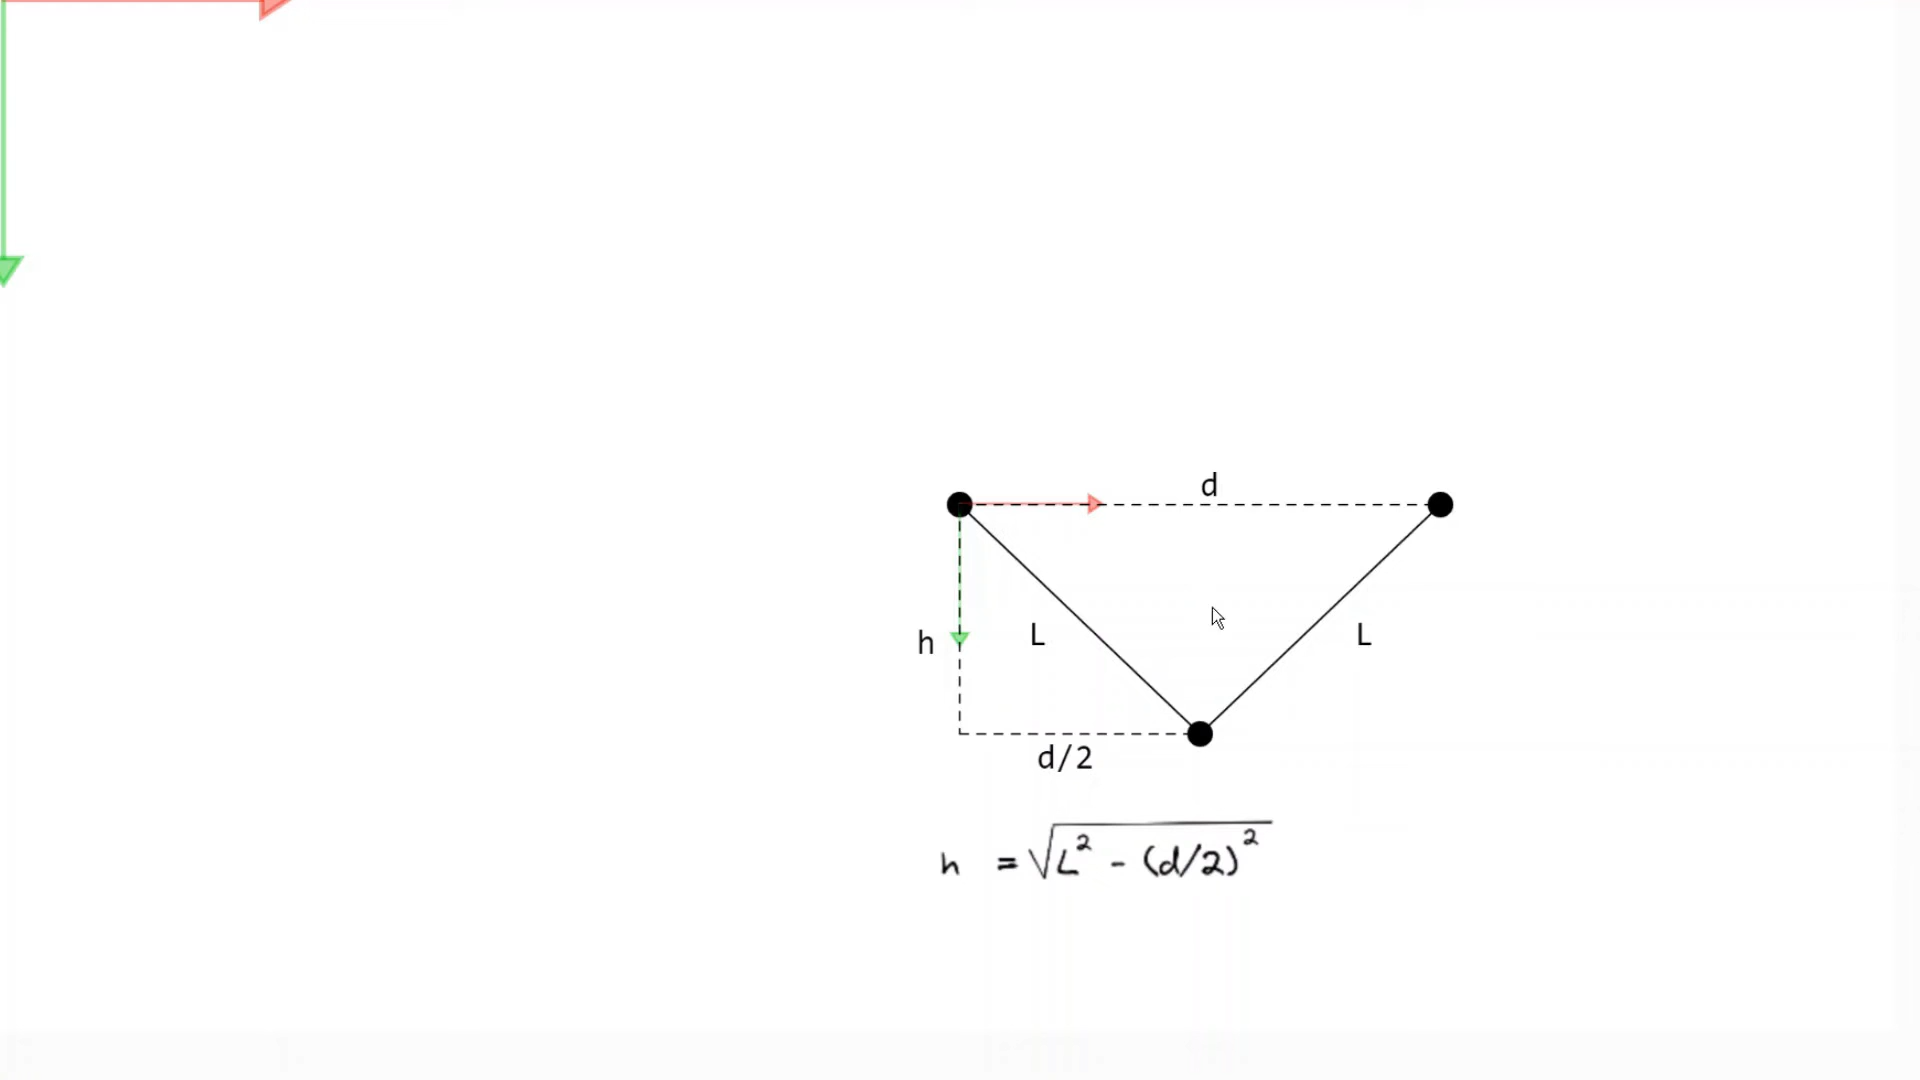 d
h
L
L
d/2
h = √L² - (d/2)²